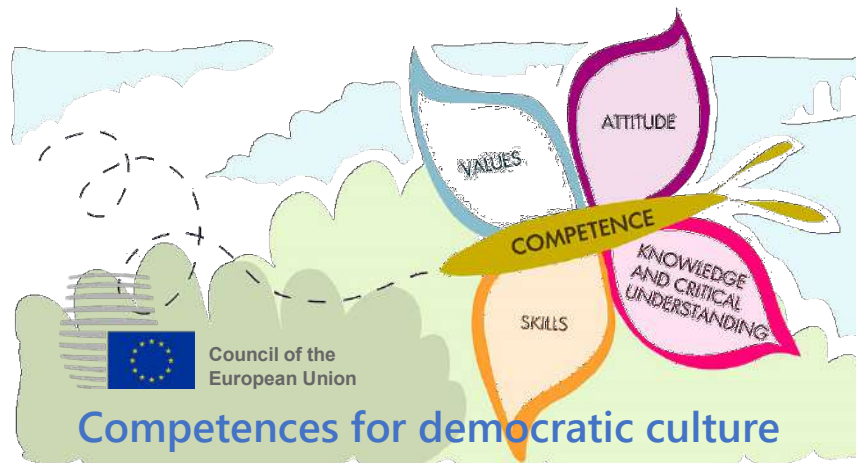 ATTITUDE
VALUES
COMPETENCE
KNOWLEDGE
AND CRITICAL
UNDERSTANDING
SKILLS
Council of the
European Union
Competences for democratic culture